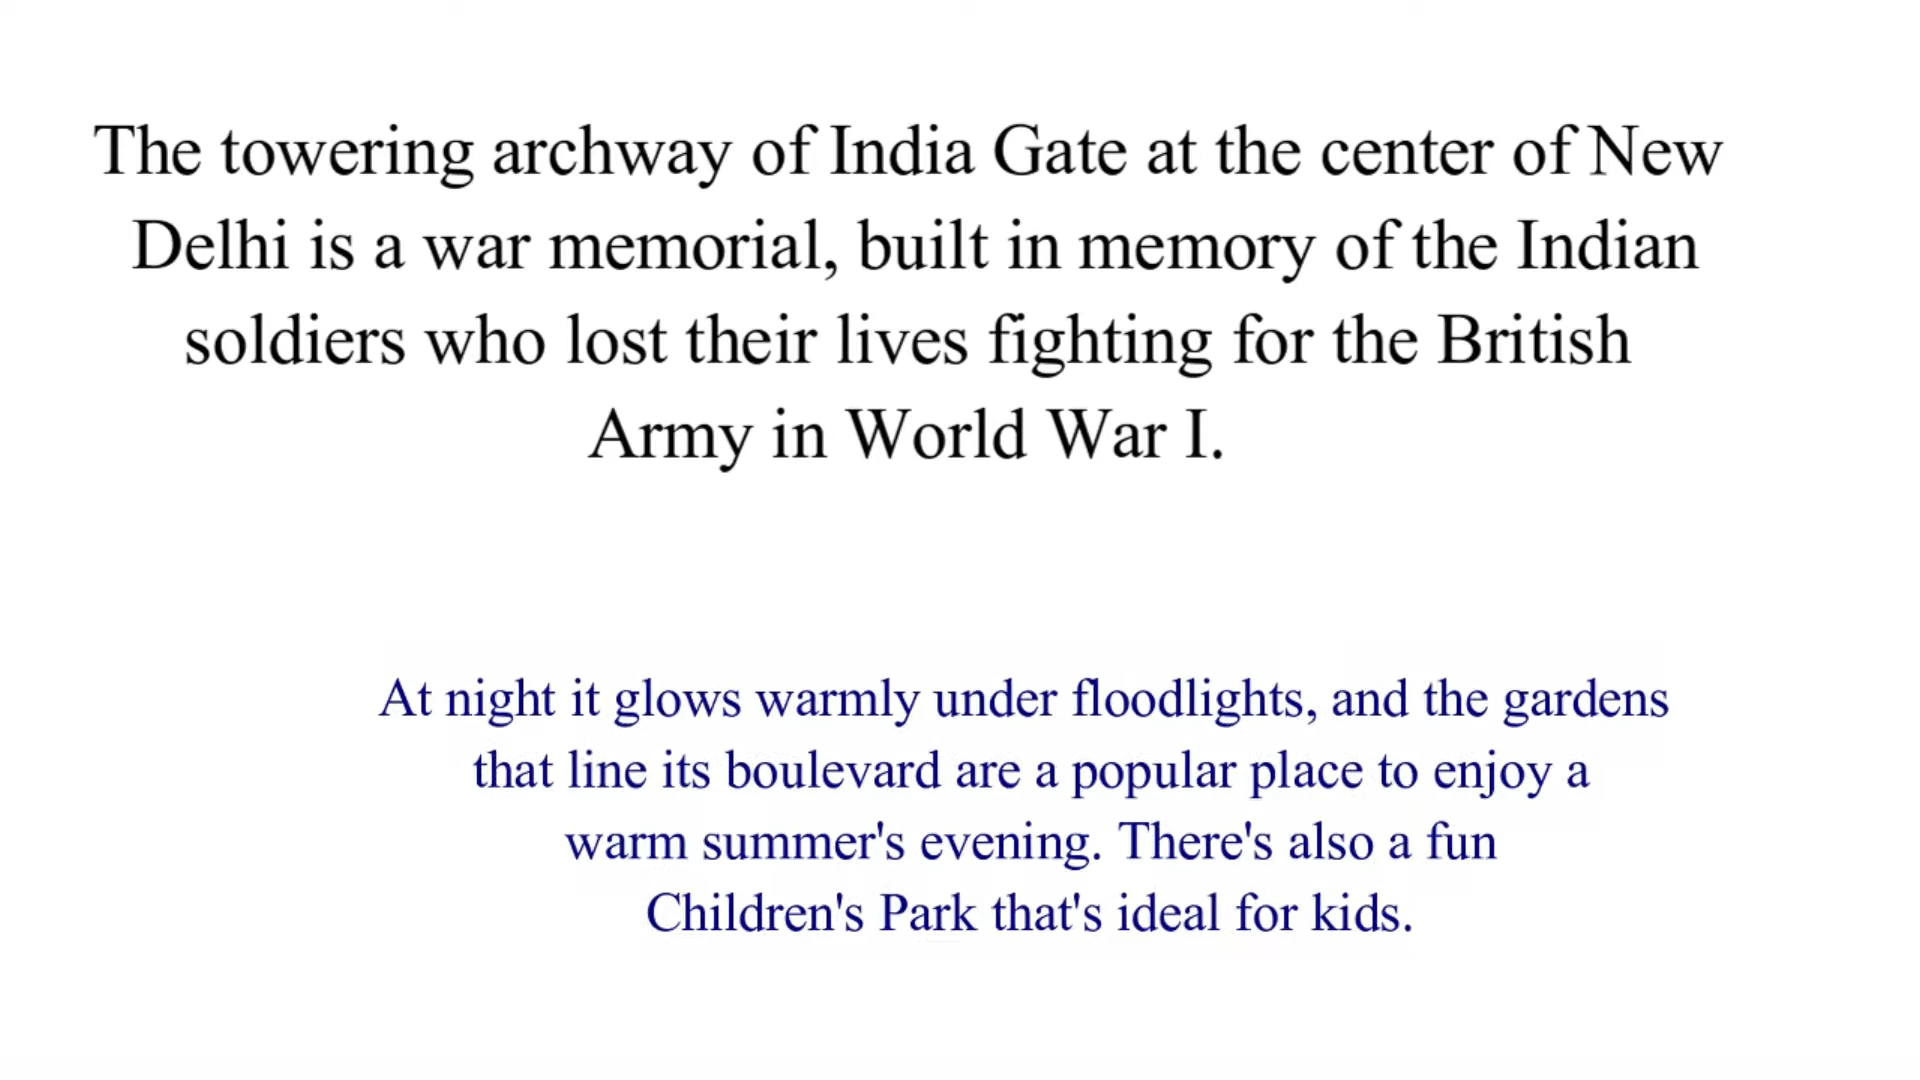 The towering archway of India Gate at the center of New
Delhi is a war memorial, built in memory of the Indian
soldiers who lost their lives fighting for the British
Army in World War I.
At night it glows warmly under floodlights, and the gardens
that line its boulevard are a popular place to enjoy a
warm summer's evening. There's also a fun
Children's Park that's ideal for kids.